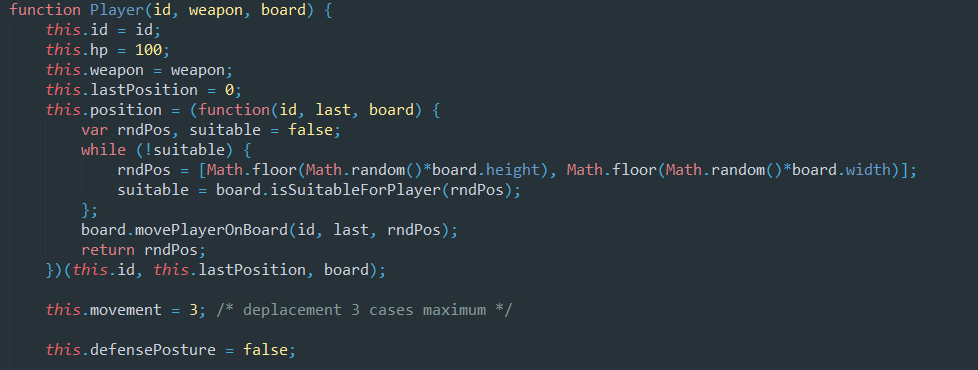 function Player(id, weapon, board) {
    this.id = id;
    this.hp = 100;
    this.weapon = weapon;
    this.lastPosition = 0;
    this.position = (function(id, last, board) {
        var rndPos, suitable = false;
        while (!suitable) {
            rndPos = [Math.floor(Math.random()*board.height), Math.floor(Math.random()*board.width)];
            suitable = board.isSuitableForPlayer(rndPos);
        };
        board.movePlayerOnBoard(id, last, rndPos);
        return rndPos;
    })(this.id, this.lastPosition, board);
    this.movement = 3; /* deplacement 3 cases maximum */
    this.defensePosture = false;